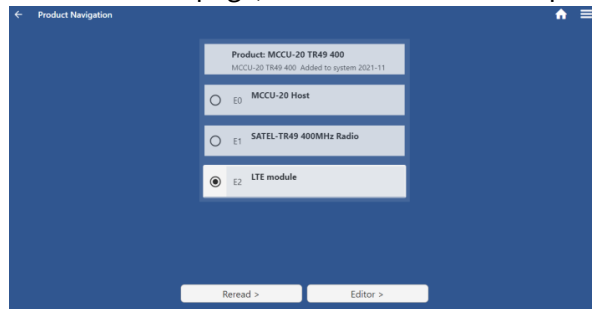 ← Product Navigation
Product: MCCU-20 TR49 400
MCCU-20 TR49 400 Added to system 2021-11
E0 MCCU-20 Host
E1 SATEL-TR49 400MHz Radio
E2 LTE module
Reread >
Editor >